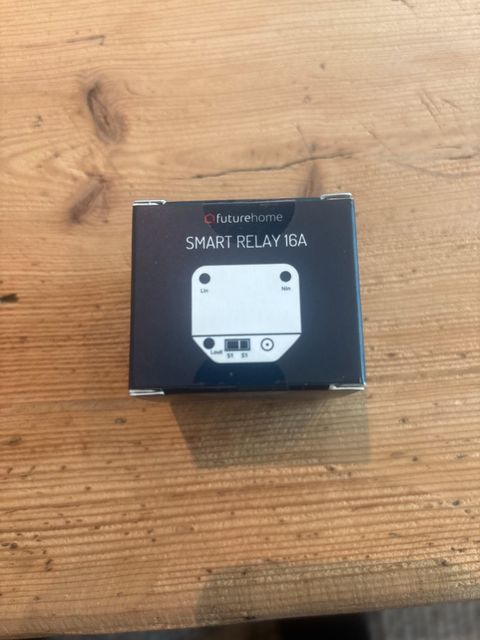 futurehome
SMART RELAY 16A
Lin Nin
Lout S1 S1